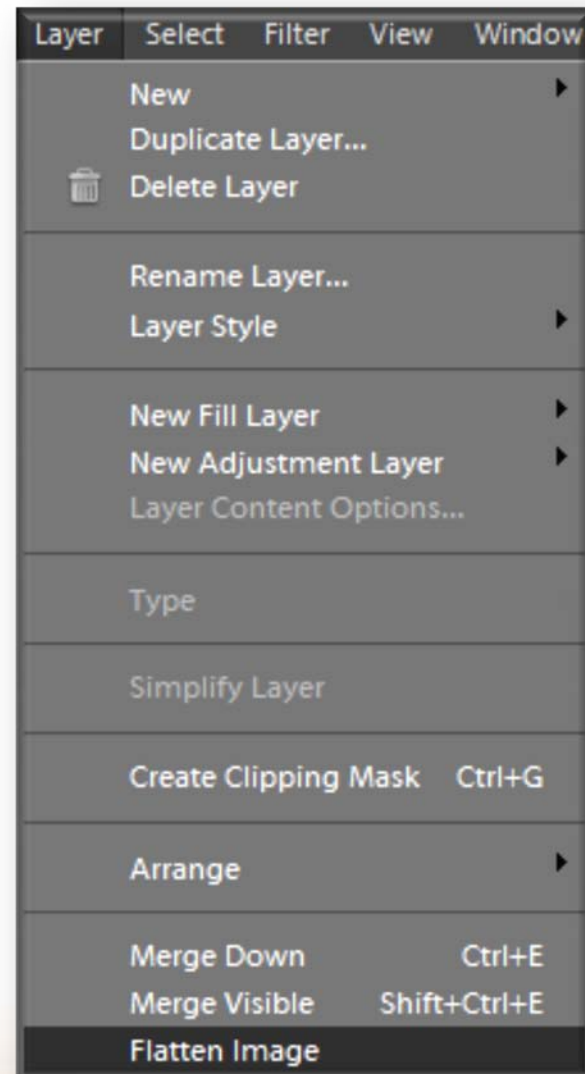 Layer Select Filter View Window
New
Duplicate Layer...
Delete Layer
Rename Layer...
Layer Style
New Fill Layer
New Adjustment Layer
Layer Content Options...
Type
Simplify Layer
Create Clipping Mask Ctrl+G
Arrange
Merge Down Ctrl+E
Merge Visible Shift+Ctrl+E
Flatten Image